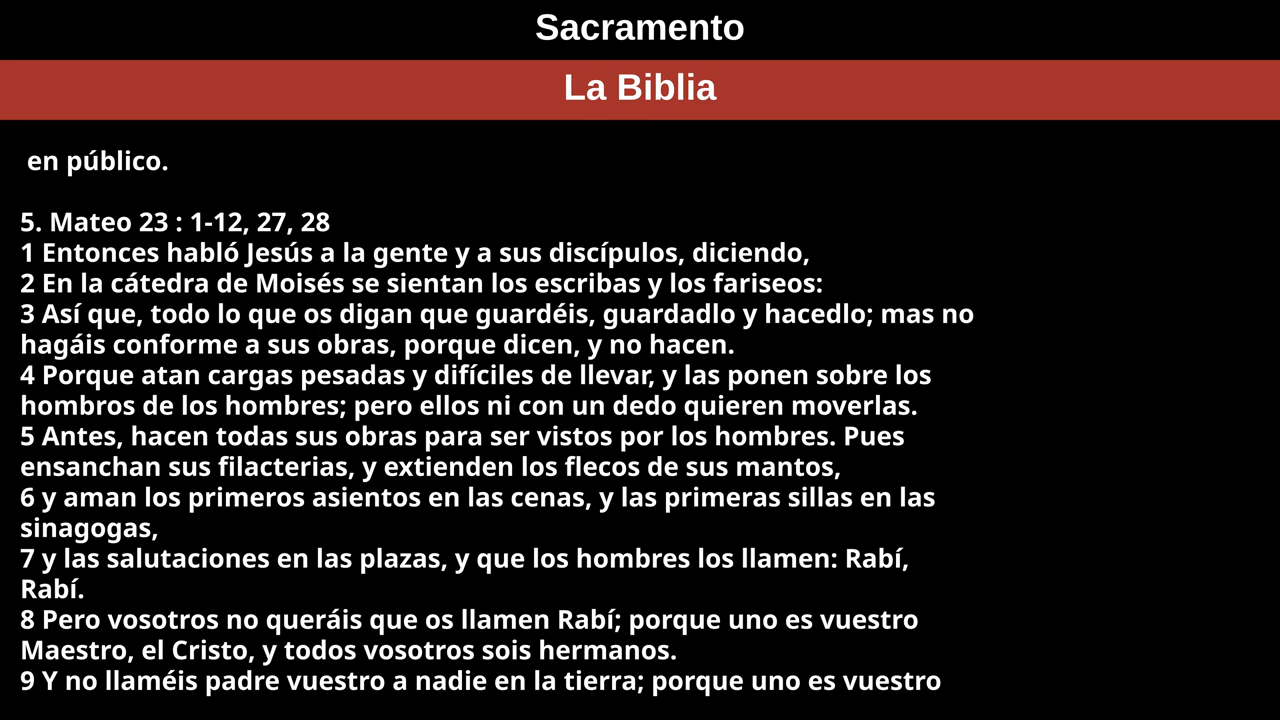 Sacramento
La Biblia
en público.
5. Mateo 23 : 1-12, 27, 28
1 Entonces habló Jesús a la gente y a sus discípulos, diciendo,
2 En la cátedra de Moisés se sientan los escribas y los fariseos:
3 Así que, todo lo que os digan que guardéis, guardadlo y hacedlo; mas no
hagáis conforme a sus obras, porque dicen, y no hacen.
4 Porque atan cargas pesadas y difíciles de llevar, y las ponen sobre los
hombros de los hombres; pero ellos ni con un dedo quieren moverlas.
5 Antes, hacen todas sus obras para ser vistos por los hombres. Pues
ensanchan sus filacterias, y extienden los flecos de sus mantos,
6 y aman los primeros asientos en las cenas, y las primeras sillas en las
sinagogas,
7 y las salutaciones en las plazas, y que los hombres los llamen: Rabí,
Rabí.
8 Pero vosotros no queráis que os llamen Rabí; porque uno es vuestro
Maestro, el Cristo, y todos vosotros sois hermanos.
9 Y no llaméis padre vuestro a nadie en la tierra; porque uno es vuestro